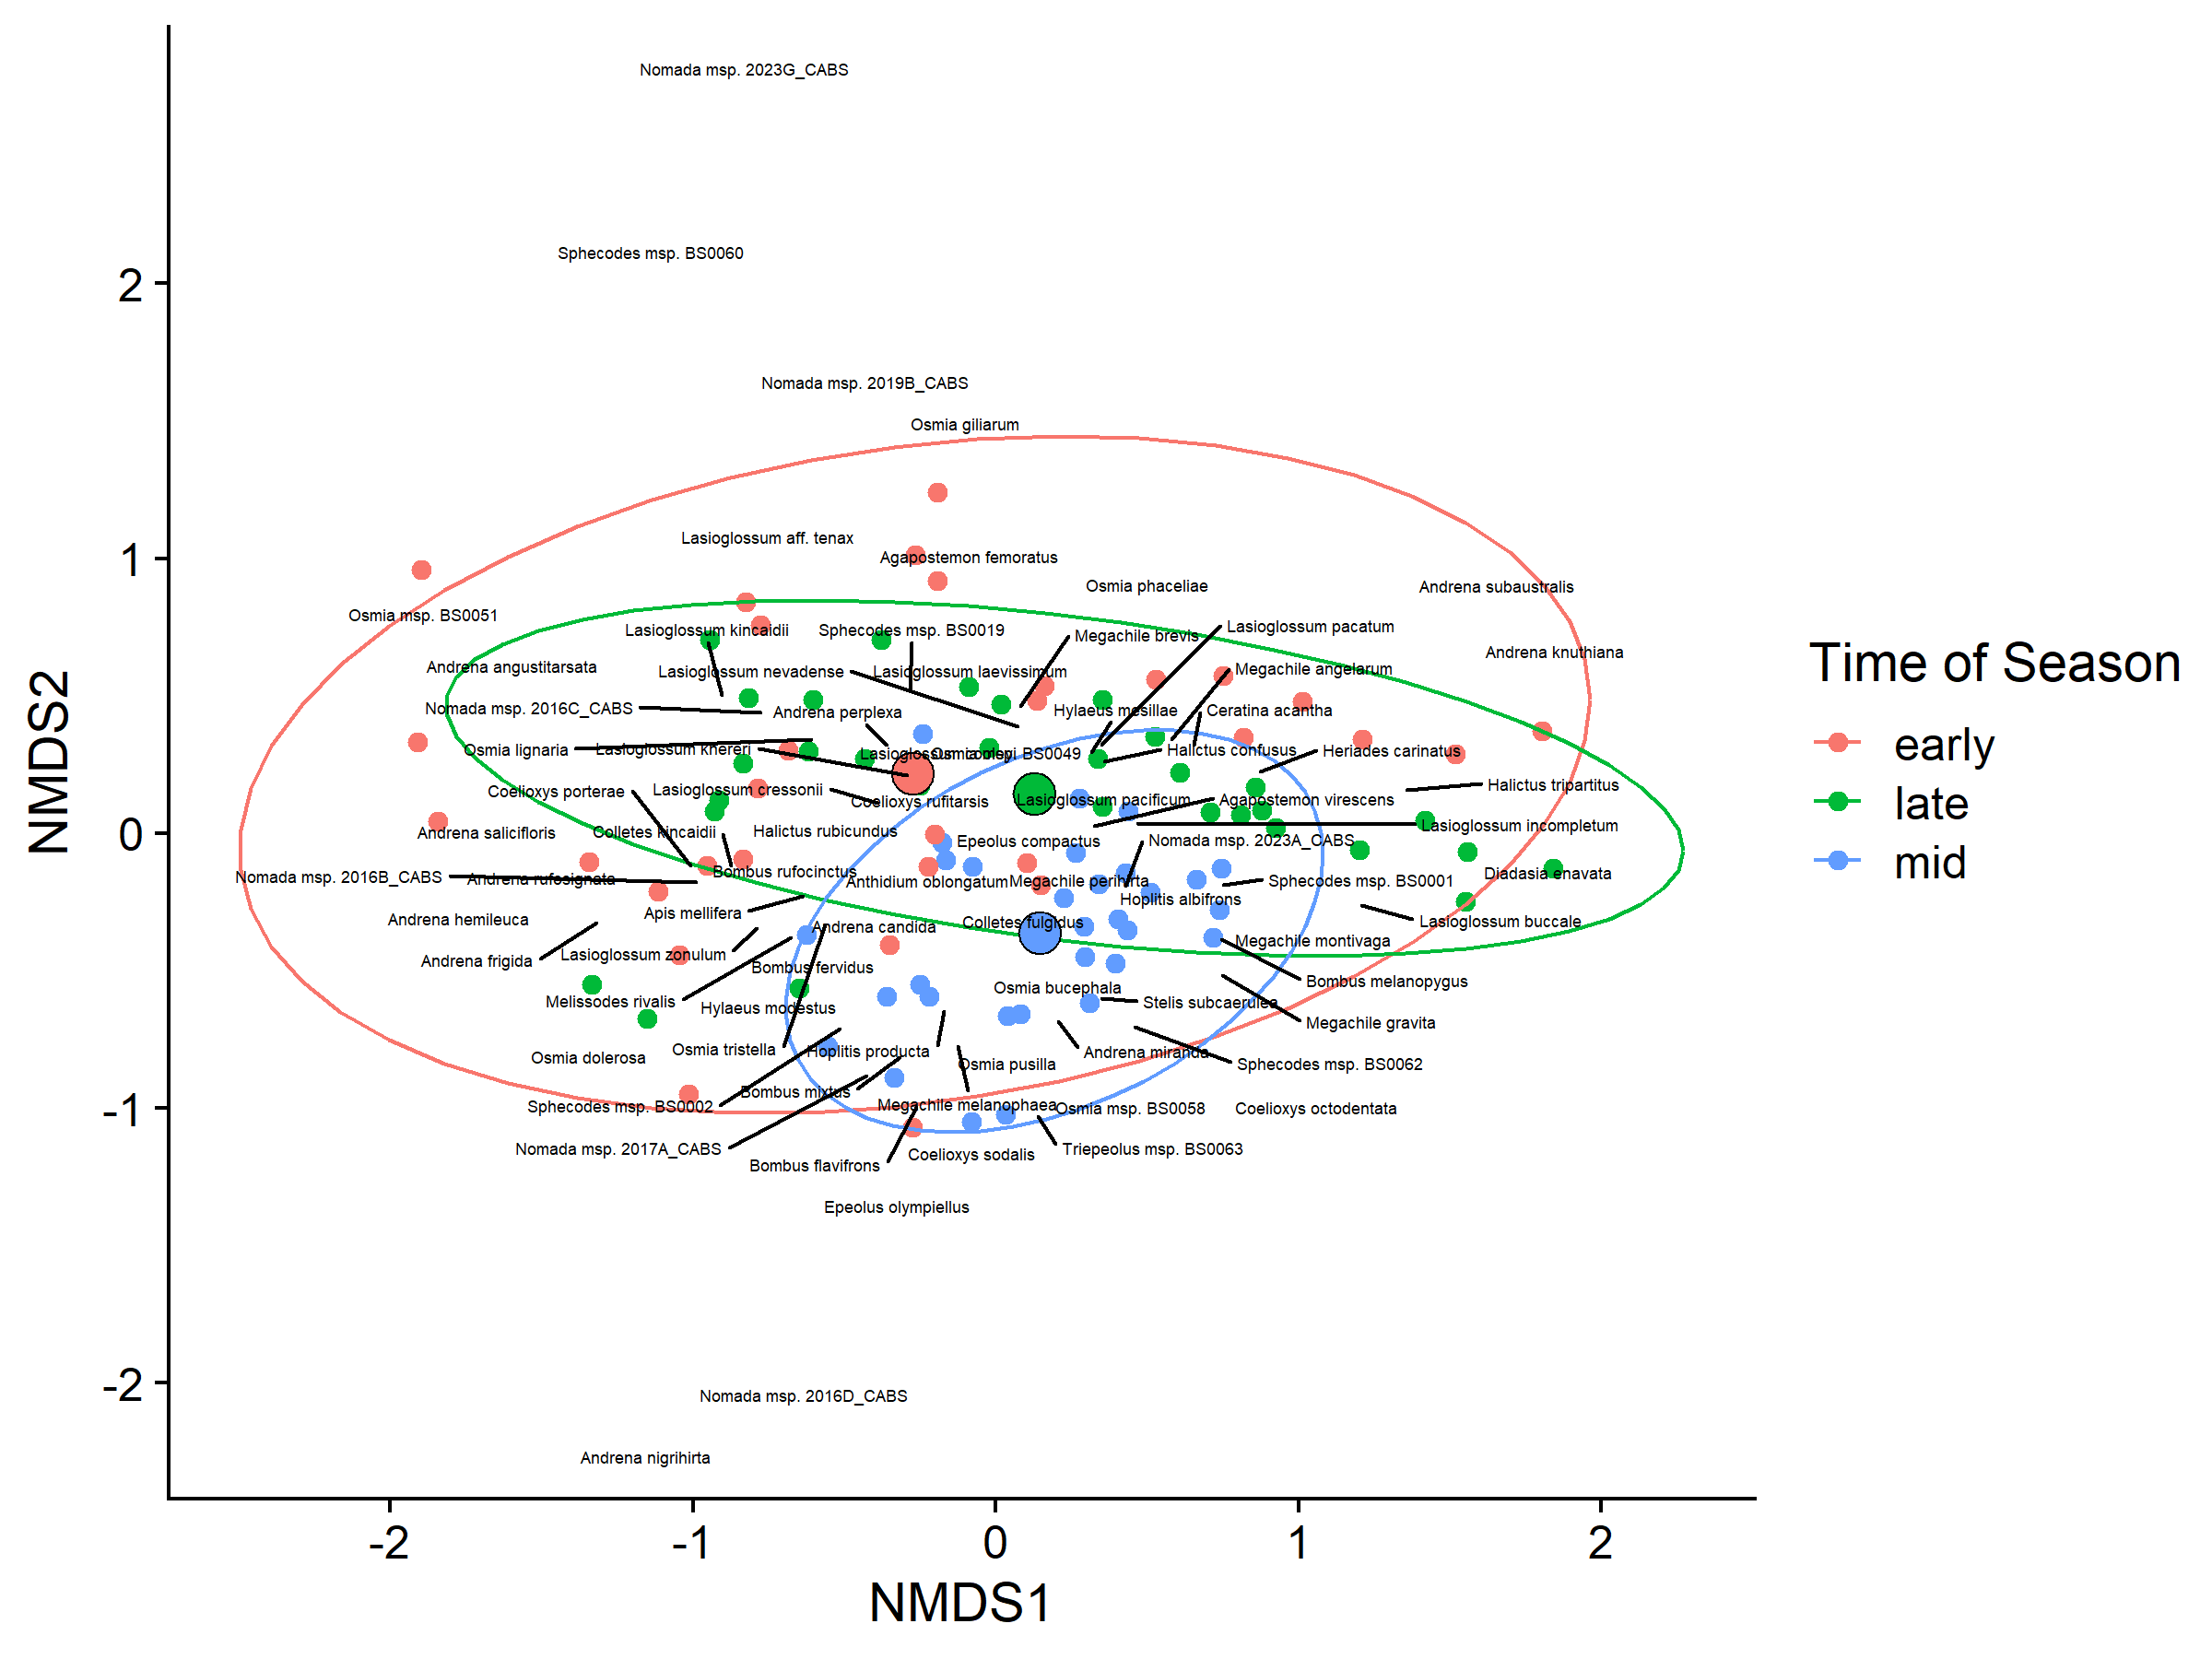 Nomada msp. 2023G_CABS
Sphecodes msp. BS0060
2
Nomada msp. 2019B_CABS
Osmia giliarum
Lasioglossum aff. tenax
1
Agapostemon femoratus
Osmia phaceliae
Andrena subaustralis
Osmia msp. BS0051
Lasioglossum kincaidii
Sphecodes msp. BS0019
Megachile brevis
Lasioglossum pacatum
Andrena knuthiana
Andrena angustitarsata
Lasioglossum nevadense
Lasioglossum laevissimum
Megachile angelarum
Nomada msp. 2016C_CABS
Andrena perplexa
Hylaeus mesillae
Ceratina acantha
Osmia lignaria
Lasioglossum knereri
Lasioglossum
Osmia
BS0049
Halictus confusus
Heriades carinatus
Coelioxys porterae
Lasioglossum cressonii
Coelioxys rufitarsis
Lasioglossum pacificum
Agapostemon virescens
Halictus tripartitus
Andrena salicifloris
Colletes kincaidii
Halictus rubicundus
Epeolus compactus
Nomada msp. 2023A_CABS
Lasioglossum incompletum
0
Nomada msp. 2016B_CABS
Andrena rufosignata
Bombus rufocinctus
Anthidium oblongatum
Megachile perihirta
Sphecodes msp. BS0001
Diadasia enavata
Andrena hemileuca
Apis mellifera
Hoplitis albifrons
Lasioglossum buccale
Andrena candida
Colletes fulgidus
Andrena frigida
Lasioglossum zonulum
Bombus fervidus
Megachile montivaga
Melissodes rivalis
Hylaeus modestus
Osmia bucephala
Stelis subcaerulea
Bombus melanopygus
Megachile gravita
Osmia dolerosa
Osmia tristella
Hoplitis producta
Osmia pusilla
Andrena miranda
Sphecodes msp. BS0062
Sphecodes msp. BS0002
Bombus mixtus
Megachile melanophaea
Osmia msp. BS0058
Coelioxys octodentata
-1
Nomada msp. 2017A_CABS
Bombus flavifrons
Coelioxys sodalis
Triepeolus msp. BS0063
Epeolus olympiellus
-2
Nomada msp. 2016D_CABS
Andrena nigrihirta
-2
-1
0
1
2
NMDS1
NMDS2
Time of Season
early
late
mid